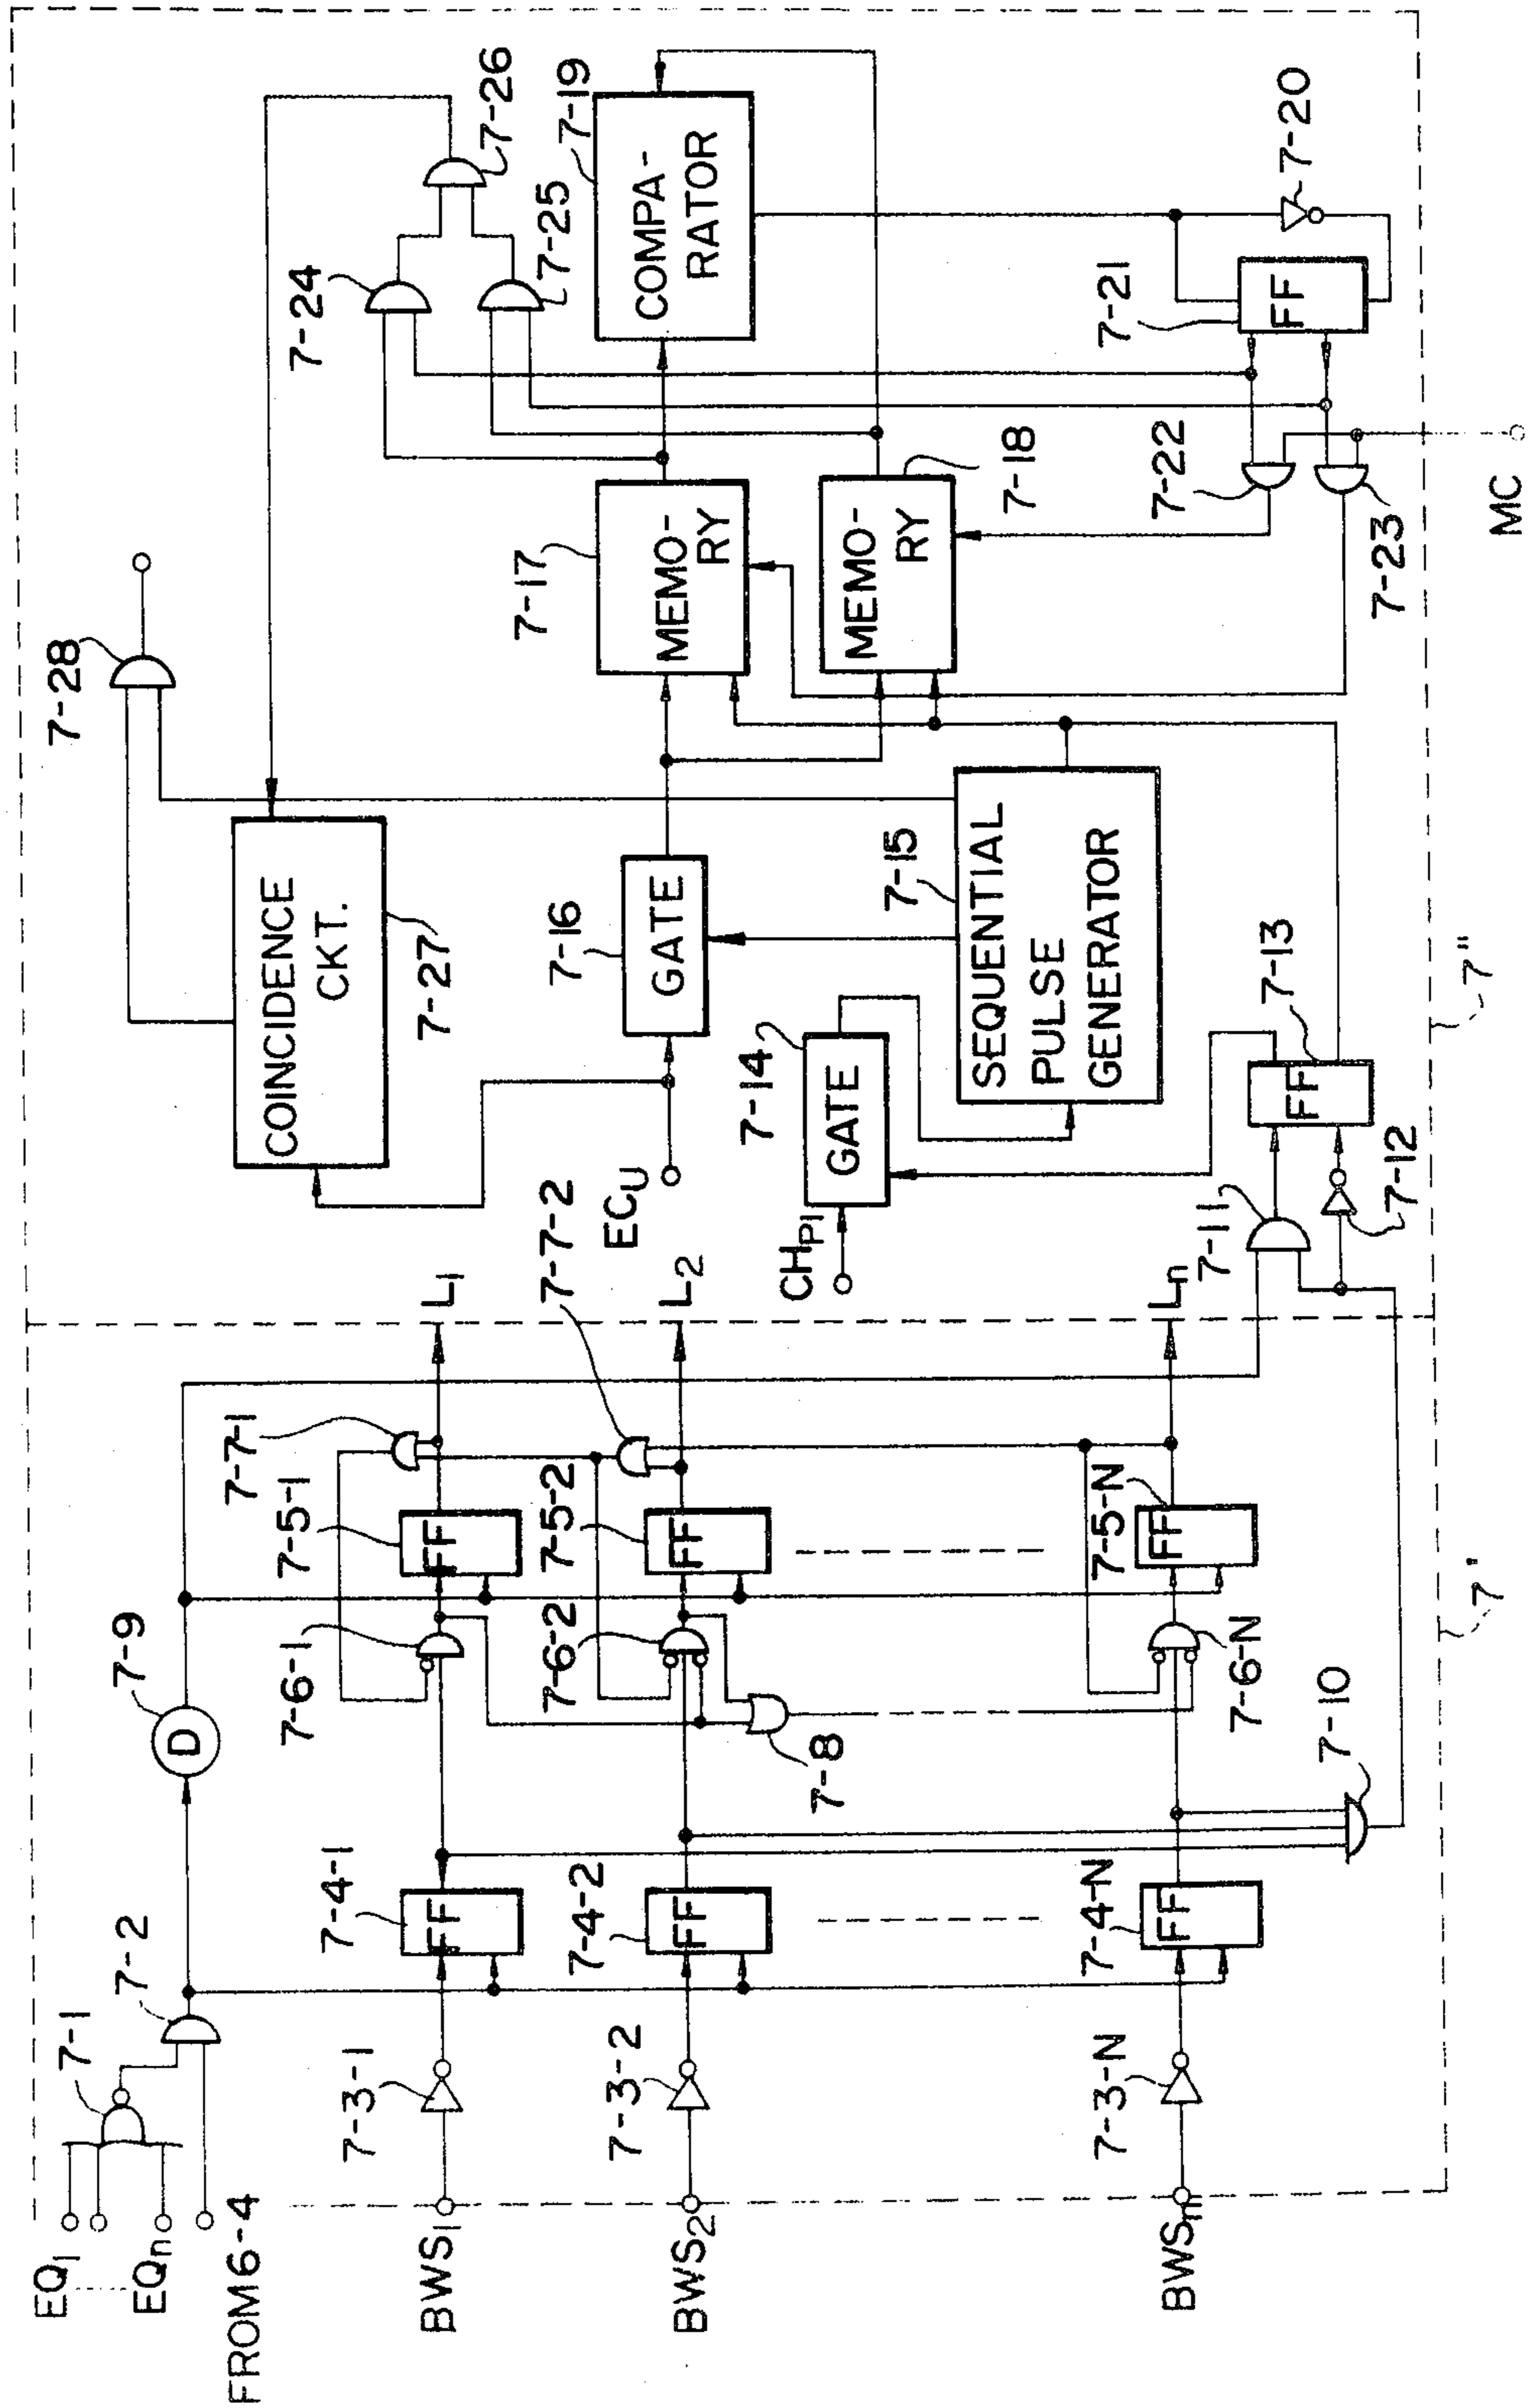 EQ1
EQn
FROM 6-4
7-1
7-2
7-9
D
BWS1
7-3-1
7-4-1
FF
7-6-1
7-5-1
FF
7-7-1
L1
BWS2
7-3-2
7-4-2
FF
7-6-2
7-5-2
FF
7-7-2
L2
7-8
BWSn
7-3-N
7-4-N
FF
7-6-N
7-5-N
FF
Ln
7-10
7'
7-28
COINCIDENCE
CKT.
7-27
7-24
7-26
7-25
ECU
7-16
GATE
7-17
MEMO-
RY
7-19
COMPA-
RATOR
CHP1
7-14
GATE
7-15
SEQUENTIAL
PULSE
GENERATOR
MEMO-
RY
7-18
7-11
7-12
7-13
FF
7-22
7-23
7-21
FF
7-20
MC
7"